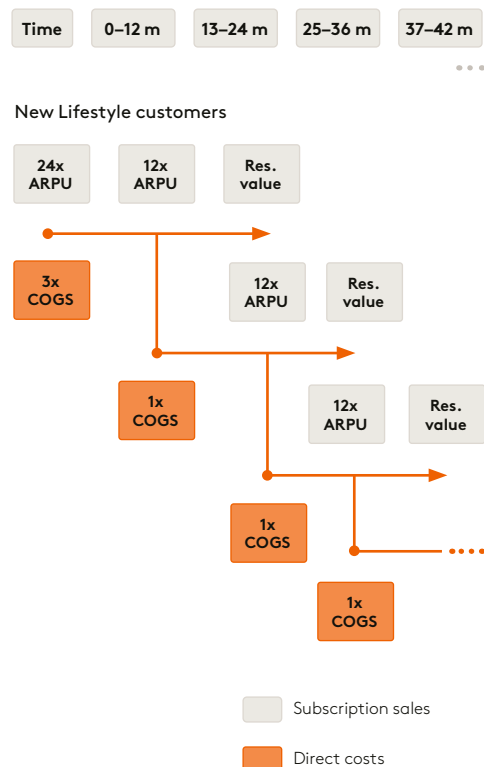 Time
0–12 m
13–24 m
25–36 m
37–42 m
New Lifestyle customers
24x
ARPU
12x
ARPU
Res.
value
3x
COGS
12x
ARPU
Res.
value
1x
COGS
12x
ARPU
Res.
value
1x
COGS
1x
COGS
Subscription sales
Direct costs